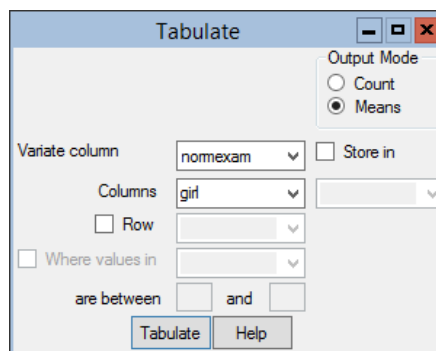 Tabulate
Output Mode
Count
Means
Variate column normexam Store in
Columns girl
Row
Where values in
are between and
Tabulate Help